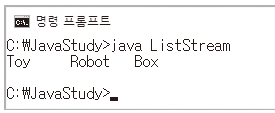 명령 프롬프트
C:₩JavaStudy>java ListStream
Toy Robot Box
C:₩JavaStudy>_